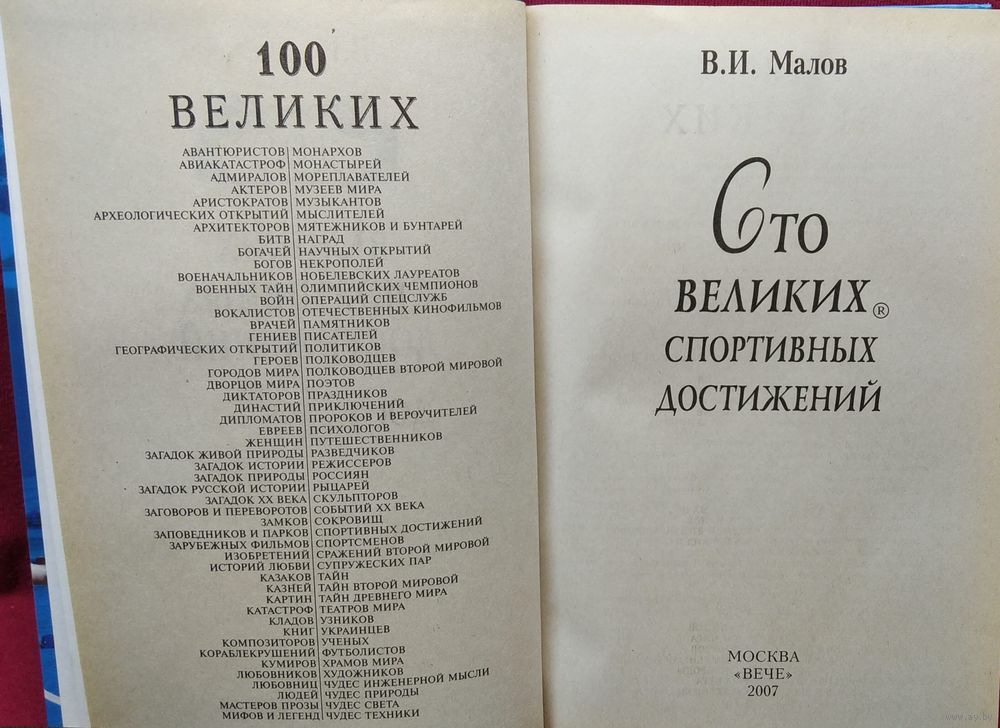 100
ВЕЛИКИХ
АВАНТЮРИСТОВ МОНАРХОВ
АВИАКАТАСТРОФ МОНАСТЫРЕЙ
АДМИРАЛОВ МОРЕПЛАВАТЕЛЕЙ
АКТЕРОВ МУЗЕЕВ МИРА
АРИСТОКРАТОВ МУЗЫКАНТОВ
АРХЕОЛОГИЧЕСКИХ ОТКРЫТИЙ МЫСЛИТЕЛЕЙ
АРХИТЕКТОРОВ МЯТЕЖНИКОВ И БУНТАРЕЙ
БИТВ НАГРАД
БОГАЧЕЙ НАУЧНЫХ ОТКРЫТИЙ
БОГОВ НЕКРОПОЛЕЙ
ВОЕНАЧАЛЬНИКОВ НОБЕЛЕВСКИХ ЛАУРЕАТОВ
ВОЕННЫХ ТАЙН ОЛИМПИЙСКИХ ЧЕМПИОНОВ
ВОЙН ОПЕРАЦИЙ СПЕЦСЛУЖБ
ВОКАЛИСТОВ ОТЕЧЕСТВЕННЫХ КИНОФИЛЬМОВ
ВРАЧЕЙ ПАМЯТНИКОВ
ГЕНИЕВ ПИСАТЕЛЕЙ
ГЕОГРАФИЧЕСКИХ ОТКРЫТИЙ ПОЛИТИКОВ
ГЕРОЕВ ПОЛКОВОДЦЕВ
ГОРОДОВ МИРА ПОЛКОВОДЦЕВ ВТОРОЙ МИРОВОЙ
ДВОРЦОВ МИРА ПОЭТОВ
ДИКТАТОРОВ ПРАЗДНИКОВ
ДИНАСТИЙ ПРИКЛЮЧЕНИЙ
ДИПЛОМАТОВ ПРОРОКОВ И ВЕРОУЧИТЕЛЕЙ
ЕВРЕЕВ ПСИХОЛОГОВ
ЖЕНЩИН ПУТЕШЕСТВЕННИКОВ
ЗАГАДОК ЖИВОЙ ПРИРОДЫ РАЗВЕДЧИКОВ
ЗАГАДОК ИСТОРИИ РЕЖИССЕРОВ
ЗАГАДОК ПРИРОДЫ РОССИЯН
ЗАГАДОК РУССКОЙ ИСТОРИИ РЫЦАРЕЙ
ЗАГАДОК XX ВЕКА СКУЛЬПТОРОВ
ЗАГОВОРОВ И ПЕРЕВОРОТОВ СОБЫТИЙ XX ВЕКА
ЗАМКОВ СОКРОВИЩ
ЗАПОВЕДНИКОВ И ПАРКОВ СПОРТИВНЫХ ДОСТИЖЕНИЙ
ЗАРУБЕЖНЫХ ФИЛЬМОВ СПОРТСМЕНОВ
ИЗОБРЕТЕНИЙ СРАЖЕНИЙ ВТОРОЙ МИРОВОЙ
ИСТОРИЙ ЛЮБВИ СУПРУЖЕСКИХ ПАР
КАЗАКОВ ТАЙН
КАЗНЕЙ ТАЙН ВТОРОЙ МИРОВОЙ
КАРТИН ТАЙН ДРЕВНЕГО МИРА
КАТАСТРОФ ТЕАТРОВ МИРА
КЛАДОВ УЗНИКОВ
КНИГ УКРАИНЦЕВ
КОМПОЗИТОРОВ УЧЕНЫХ
КОРАБЛЕКРУШЕНИЙ ФУТБОЛИСТОВ
КУМИРОВ ХРАМОВ МИРА
ЛЮБОВНИКОВ ХУДОЖНИКОВ
ЛЮБОВНИЦ ЧУДЕС ИНЖЕНЕРНОЙ МЫСЛИ
ЛЮДЕЙ ЧУДЕС ПРИРОДЫ
МАСТЕРОВ ПРОЗЫ ЧУДЕС СВЕТА
МИФОВ И ЛЕГЕНД ЧУДЕС ТЕХНИКИ
В.И. Малов
Сто
ВЕЛИКИХ®
СПОРТИВНЫХ
ДОСТИЖЕНИЙ
МОСКВА
«ВЕЧЕ»
2007
www.ay.by